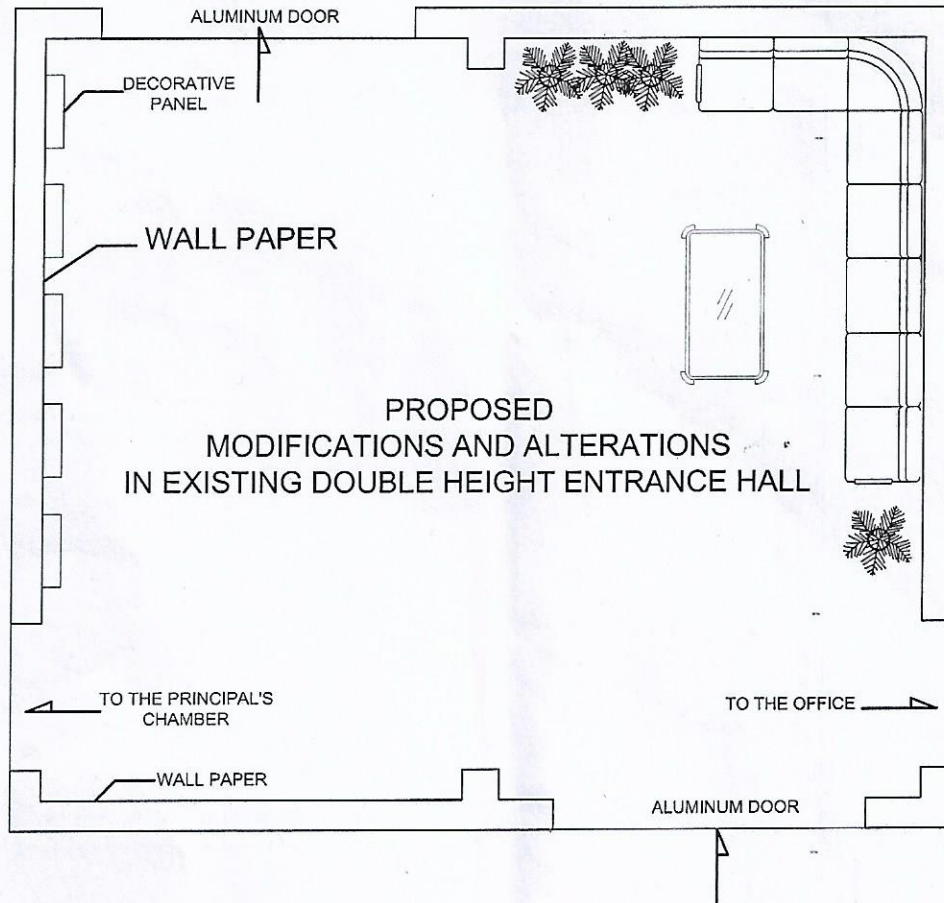 ALUMINUM DOOR
DECORATIVE
PANEL
WALL PAPER
PROPOSED
MODIFICATIONS AND ALTERATIONS
IN EXISTING DOUBLE HEIGHT ENTRANCE HALL
TO THE PRINCIPAL'S
CHAMBER
TO THE OFFICE
WALL PAPER
ALUMINUM DOOR